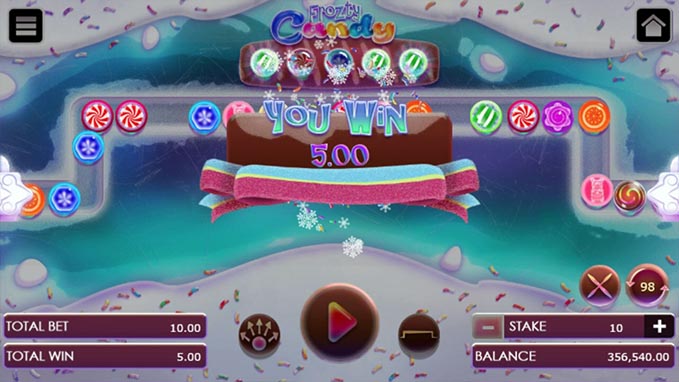 Frozty
Candy
YOU WiN
5.00
98
TOTAL BET 10.00
TOTAL WIN 5.00
- STAKE 10 +
BALANCE 356,540.00